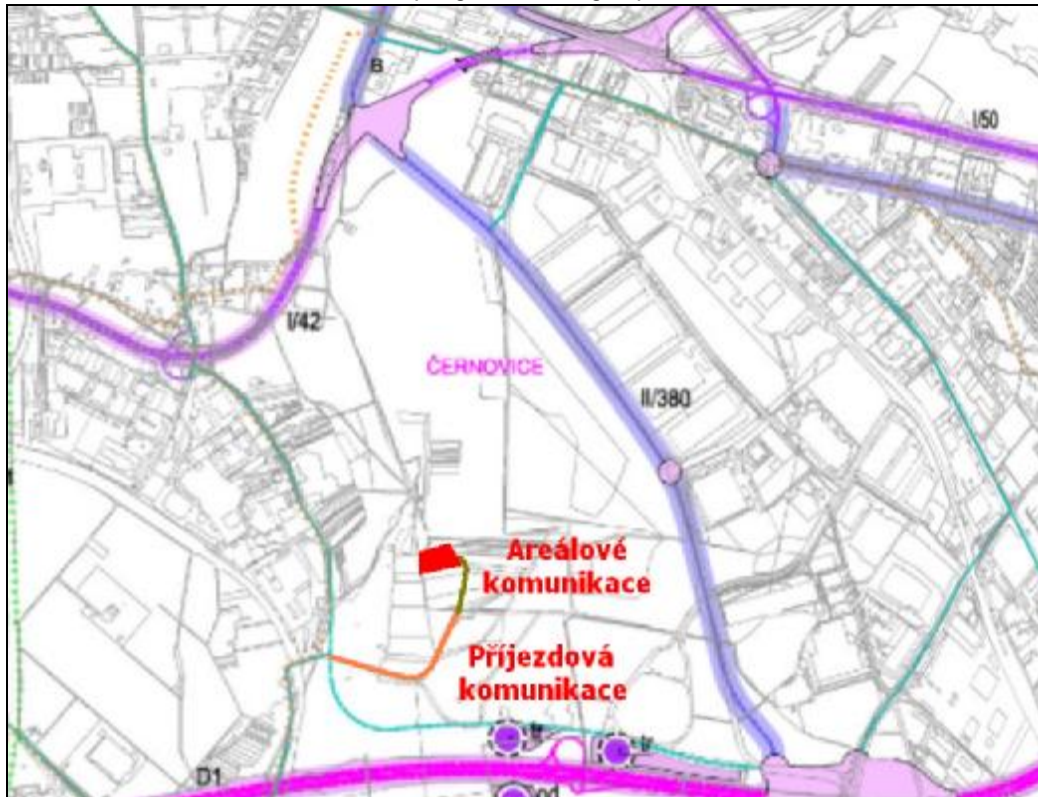 B
I/50
I/42
ČERNOVICE
II/380
Areálové
komunikace
Příjezdová
komunikace
D1